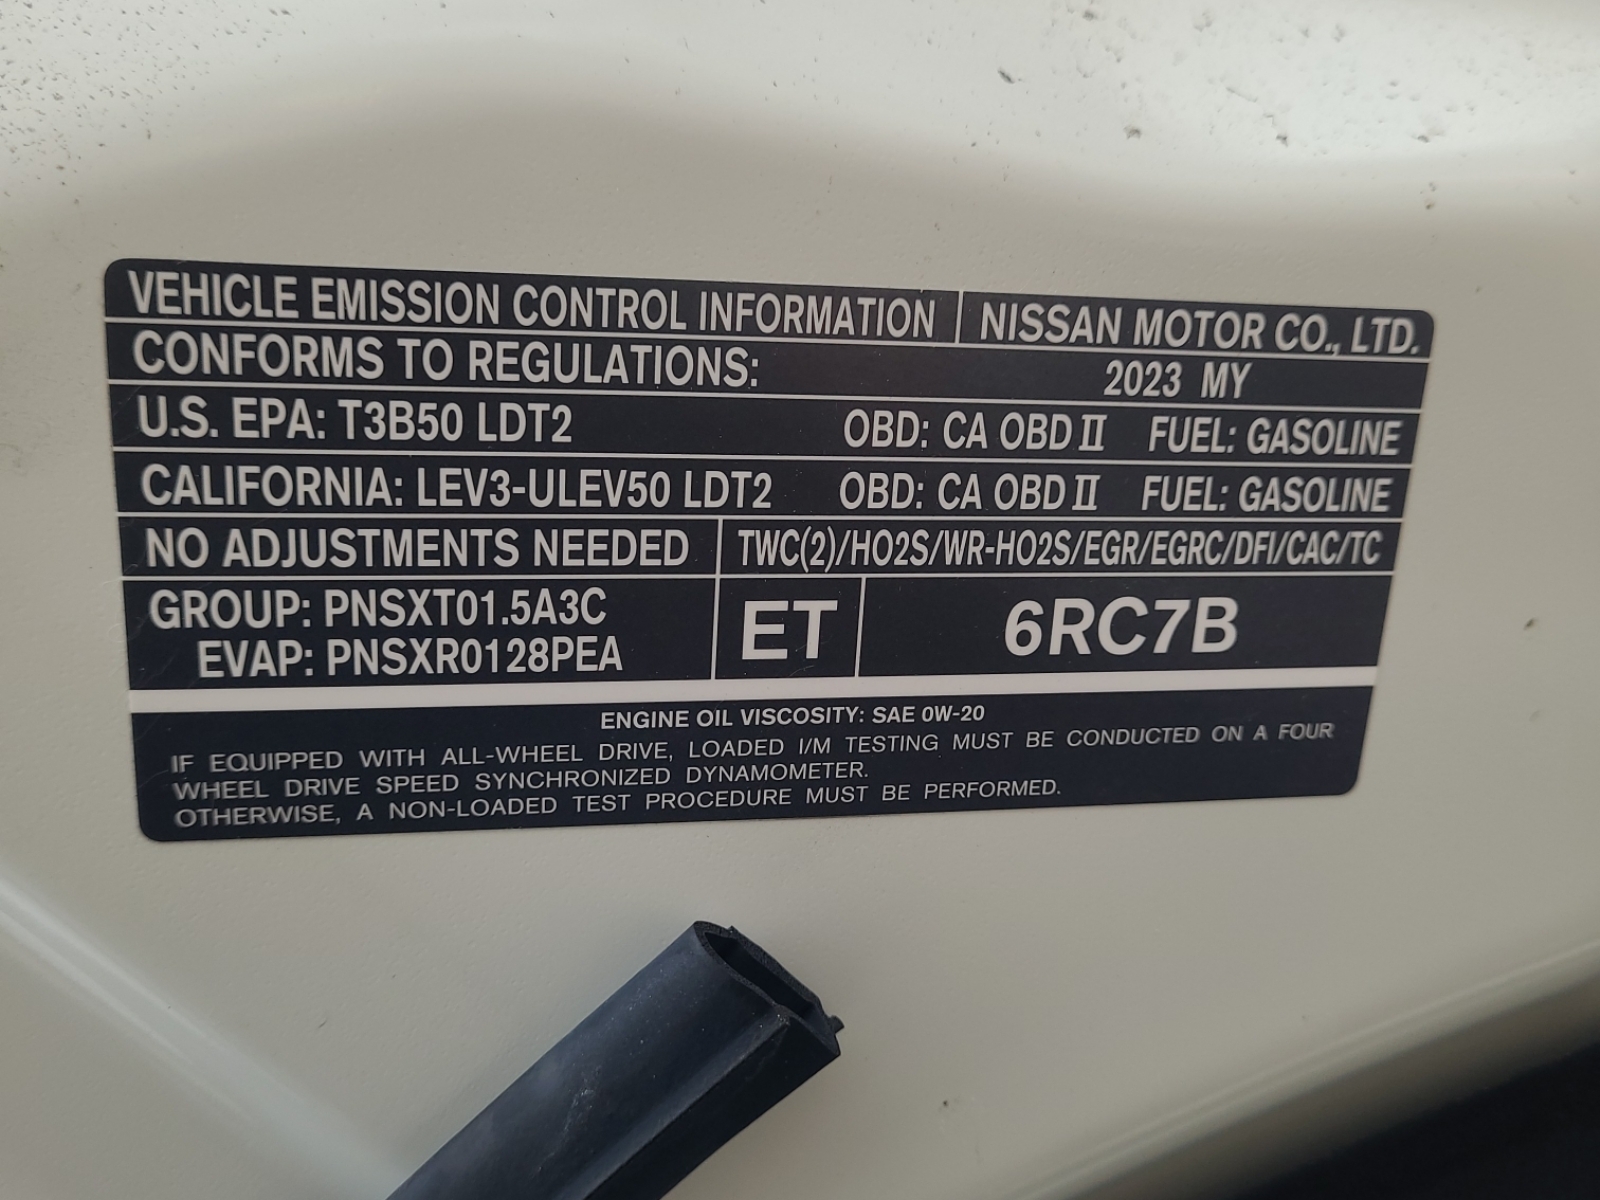 VEHICLE EMISSION CONTROL INFORMATION NISSAN MOTOR CO., LTD.
CONFORMS TO REGULATIONS: 2023 MY
U.S. EPA: T3B50 LDT2 OBD: CA OBD II FUEL: GASOLINE
CALIFORNIA: LEV3-ULEV50 LDT2 OBD: CA OBD II FUEL: GASOLINE
NO ADJUSTMENTS NEEDED TWC(2)/HO2S/WR-HO2S/EGR/EGRC/DFI/CAC/TC
GROUP: PNSXT01.5A3C
EVAP: PNSXR0128PEA
ET
6RC7B
ENGINE OIL VISCOSITY: SAE 0W-20
IF EQUIPPED WITH ALL-WHEEL DRIVE, LOADED I/M TESTING MUST BE CONDUCTED ON A FOUR
WHEEL DRIVE SPEED SYNCHRONIZED DYNAMOMETER.
OTHERWISE, A NON-LOADED TEST PROCEDURE MUST BE PERFORMED.